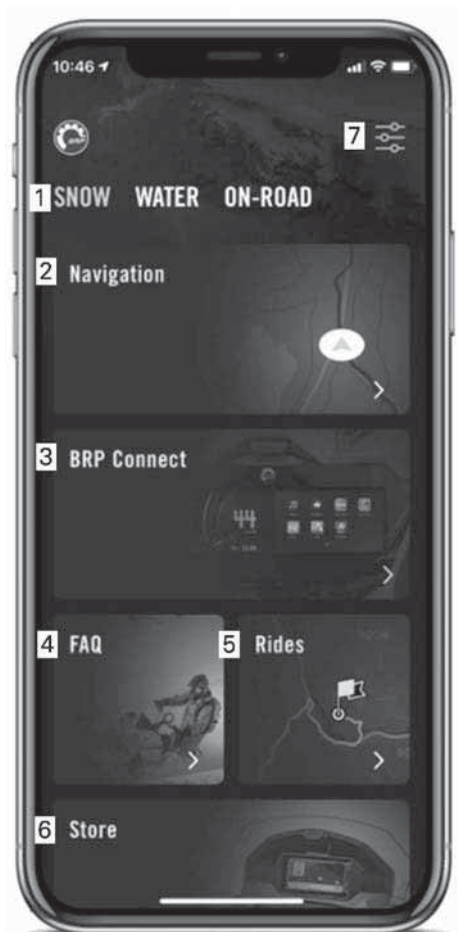 10:46
7
1 SNOW WATER ON-ROAD
2 Navigation
3 BRP Connect
4 FAQ 5 Rides
6 Store